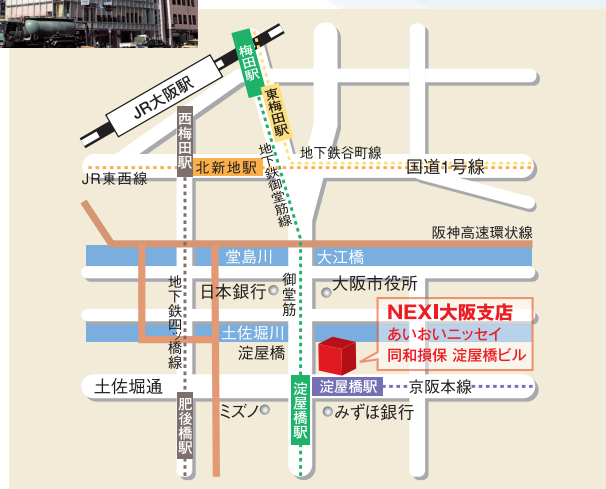 梅田駅
JR大阪駅
東梅田駅
西梅田駅
地下鉄谷町線
北新地駅
国道1号線
JR東西線
地下鉄御堂筋線
阪神高速環状線
堂島川
大江橋
地下鉄四ッ橋線
日本銀行
御堂筋
大阪市役所
NEXI大阪支店
あいおいニッセイ
同和損保 淀屋橋ビル
土佐堀川
淀屋橋
土佐堀通
淀屋橋駅
淀屋橋駅
京阪本線
肥後橋駅
ミズノ
みずほ銀行